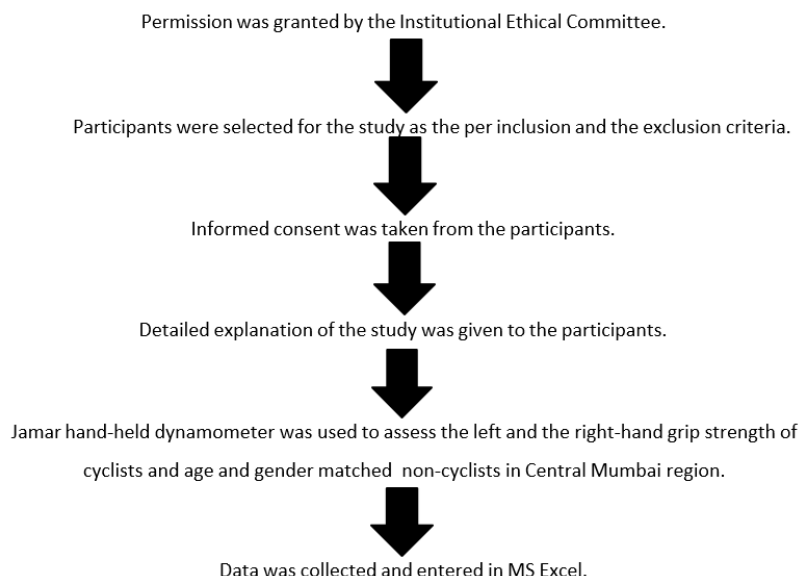 Permission was granted by the Institutional Ethical Committee.
Participants were selected for the study as the per inclusion and the exclusion criteria.
Informed consent was taken from the participants.
Detailed explanation of the study was given to the participants.
Jamar hand-held dynamometer was used to assess the left and the right-hand grip strength of
cyclists and age and gender matched non-cyclists in Central Mumbai region.
Data was collected and entered in MS Excel.